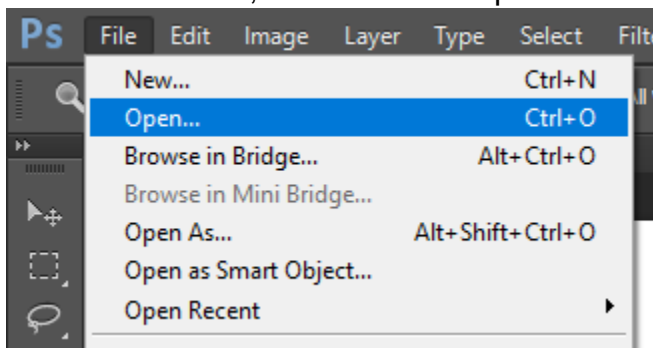 Ps File Edit Image Layer Type Select
New... Ctrl+N
Open... Ctrl+O
Browse in Bridge... Alt+Ctrl+O
Browse in Mini Bridge...
Open As... Alt+Shift+Ctrl+O
Open as Smart Object...
Open Recent